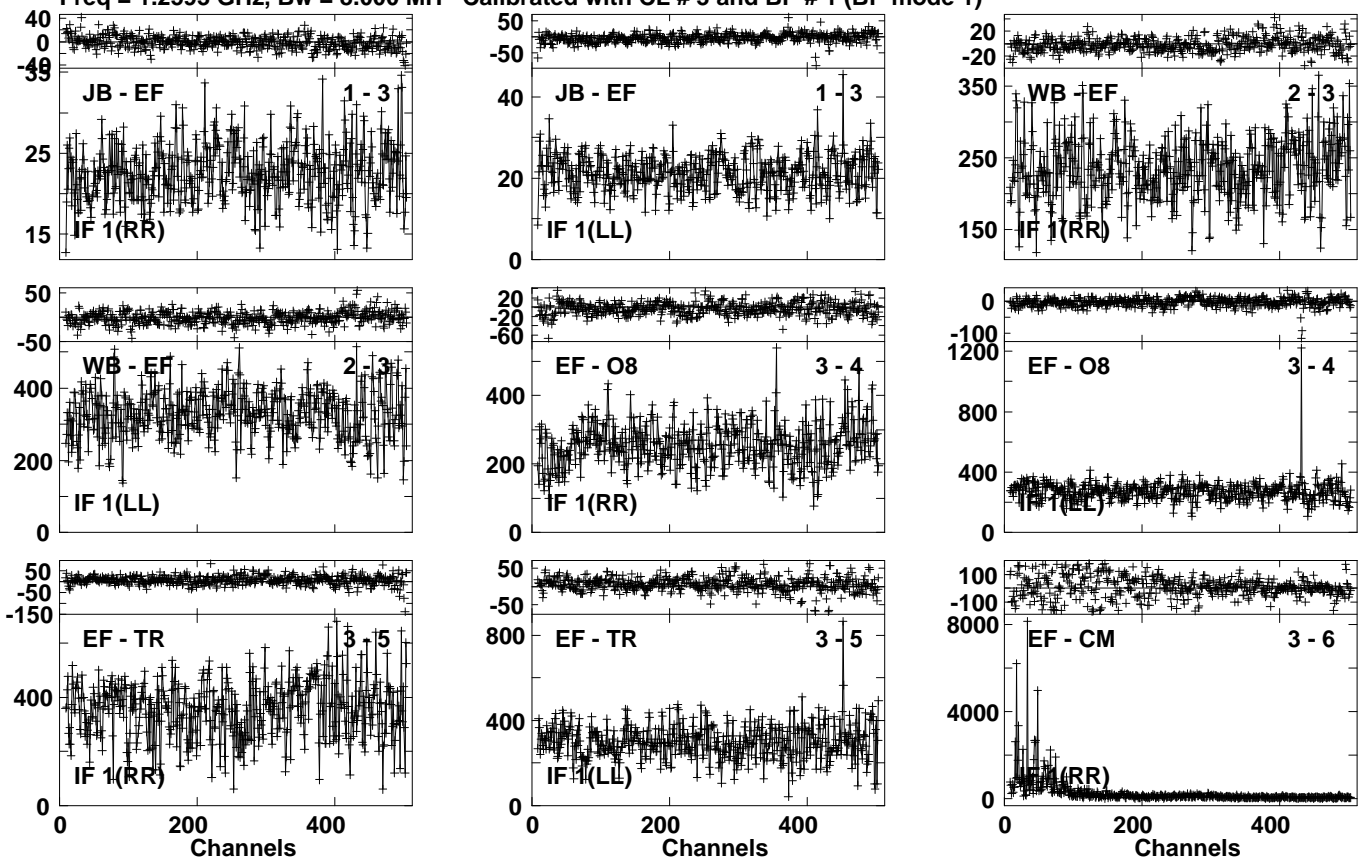 Freq = 1.2593 GHz, Bw = 8.000 MH Calibrated with CL # 3 and BP # 1 (BP mode 1)
40
0
-40
35
25
15
JB - EF
1 - 3
IF 1(RR)
50
-50
40
20
0
JB - EF
1 - 3
IF 1(LL)
20
-20
350
250
150
WB - EF
2 - 3
IF 1(RR)
50
-50
400
200
0
WB - EF
2 - 3
IF 1(LL)
20
-20
-60
400
200
0
EF - O8
3 - 4
IF 1(RR)
0
-100
1200
800
400
0
EF - O8
3 - 4
IF 1(LL)
50
-50
-150
400
0
EF - TR
3 - 5
IF 1(RR)
50
-50
800
400
0
EF - TR
3 - 5
IF 1(LL)
100
-100
8000
4000
0
EF - CM
3 - 6
IF 1(RR)
0 200 400
Channels
0 200 400
Channels
0 200 400
Channels